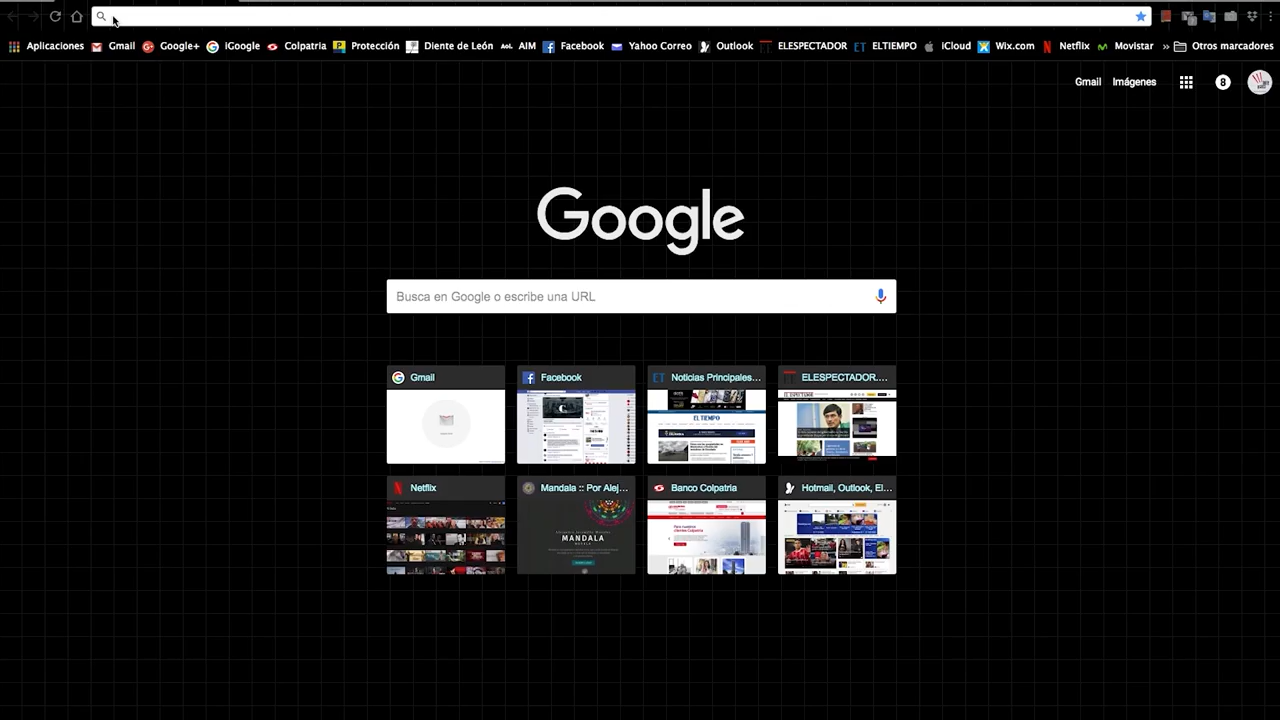 Aplicaciones Gmail Google+ iGoogle Colpatria Protección Diente de León AIM Facebook Yahoo Correo Outlook ELESPECTADOR ELTIEMPO iCloud Wix.com Netflix Movistar » Otros marcadores
Gmail Imágenes 8
Google
Busca en Google o escribe una URL
Gmail Facebook Noticias Principales... ELESPECTADOR....
EL TIEMPO
Netflix Mandala :: Por Alej... Banco Colpatria Hotmail, Outlook, El...
MANDALA